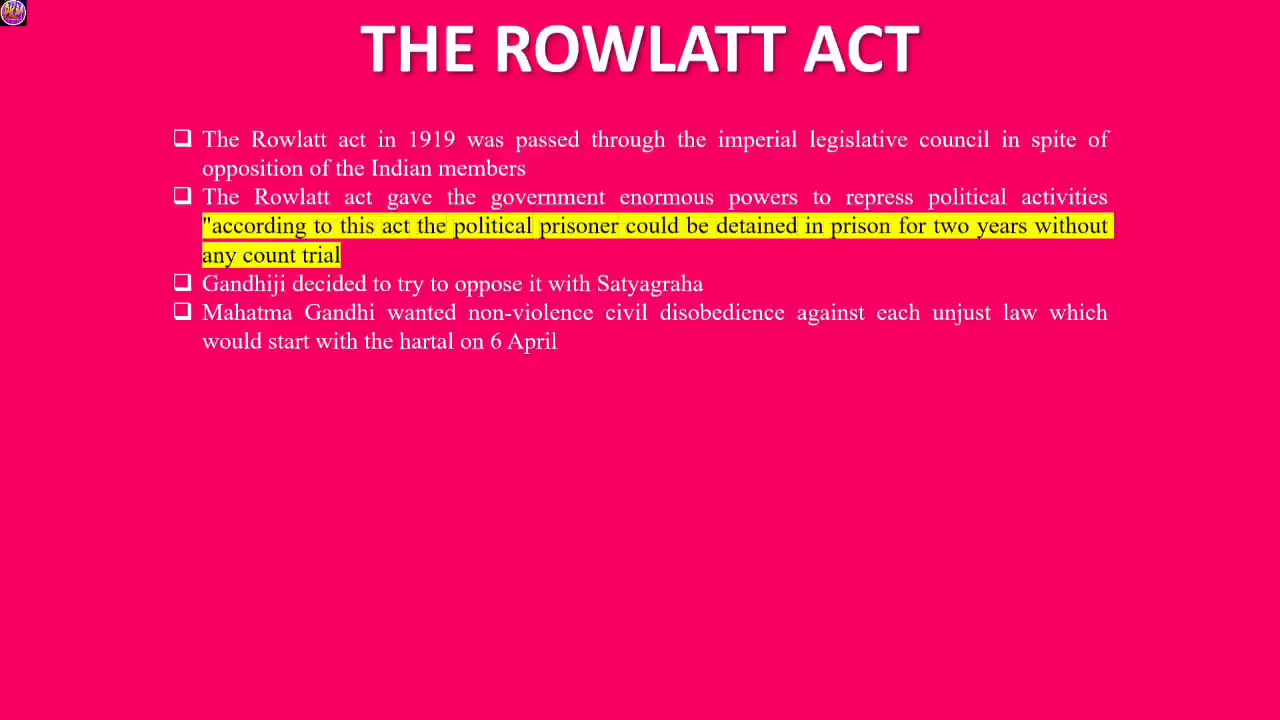 THE ROWLATT ACT
❑ The Rowlatt act in 1919 was passed through the imperial legislative council in spite of
opposition of the Indian members
❑ The Rowlatt act gave the government enormous powers to repress political activities
"according to this act the political prisoner could be detained in prison for two years without
any count trial
❑ Gandhiji decided to try to oppose it with Satyagraha
❑ Mahatma Gandhi wanted non-violence civil disobedience against each unjust law which
would start with the hartal on 6 April